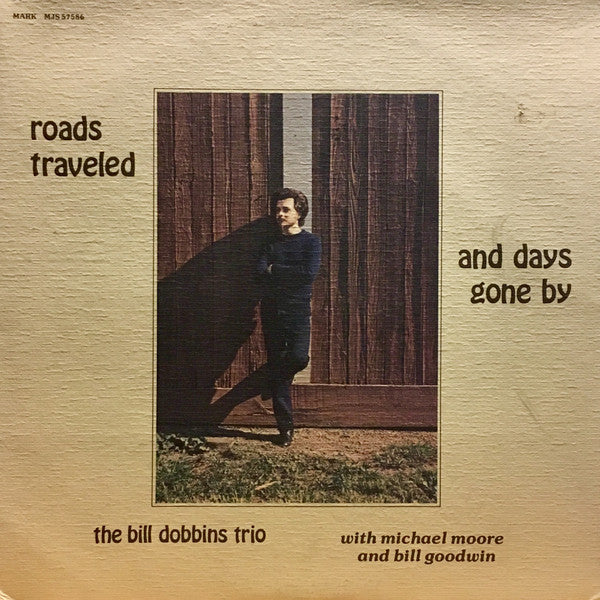 MARK MJS 57586
roads
traveled
and days
gone by
the bill dobbins trio
with michael moore
and bill goodwin